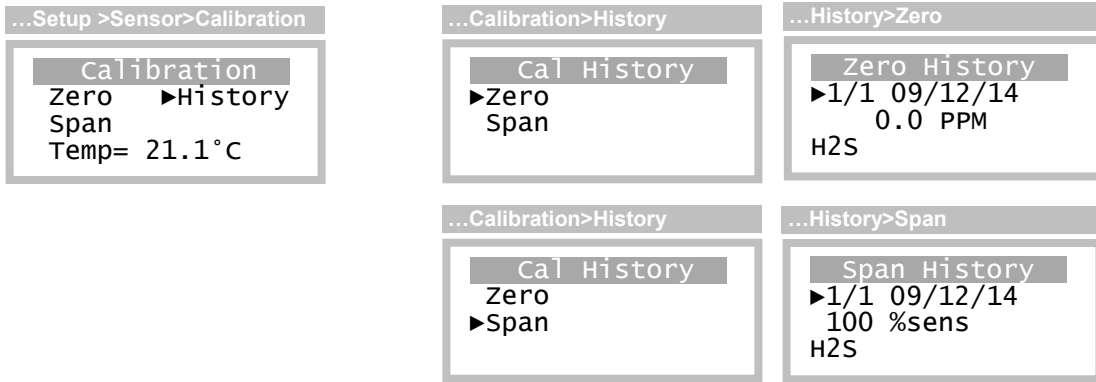 …Setup >Sensor>Calibration
Calibration
Zero ►History
Span
Temp= 21.1°C
…Calibration>History
Cal History
►Zero
Span
…History>Zero
Zero History
►1/1 09/12/14
0.0 PPM
H2S
…Calibration>History
Cal History
Zero
►Span
…History>Span
Span History
►1/1 09/12/14
100 %sens
H2S